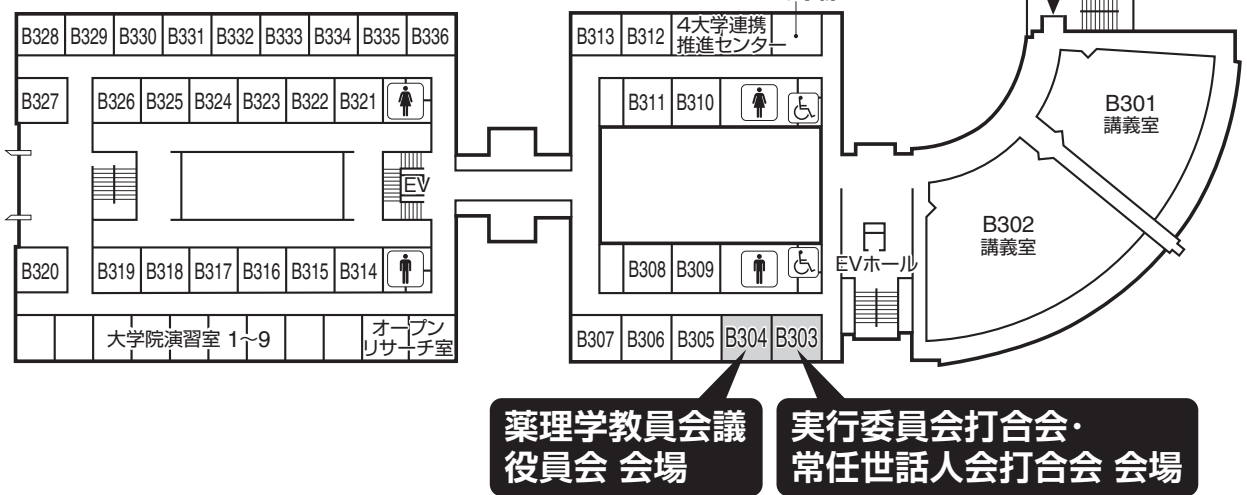 B328 B329 B330 B331 B332 B333 B334 B335 B336
B313 B312 4大学連携
推進センター
B327 B326 B325 B324 B323 B322 B321
B311 B310
B301
講義室
EV
B302
講義室
B320 B319 B318 B317 B316 B315 B314
B308 B309
EVホール
大学院演習室 1~9
オープン
リサーチ室
B307 B306 B305 B304 B303
薬理学教員会議
役員会 会場
実行委員会打合会・
常任世話人会打合会 会場